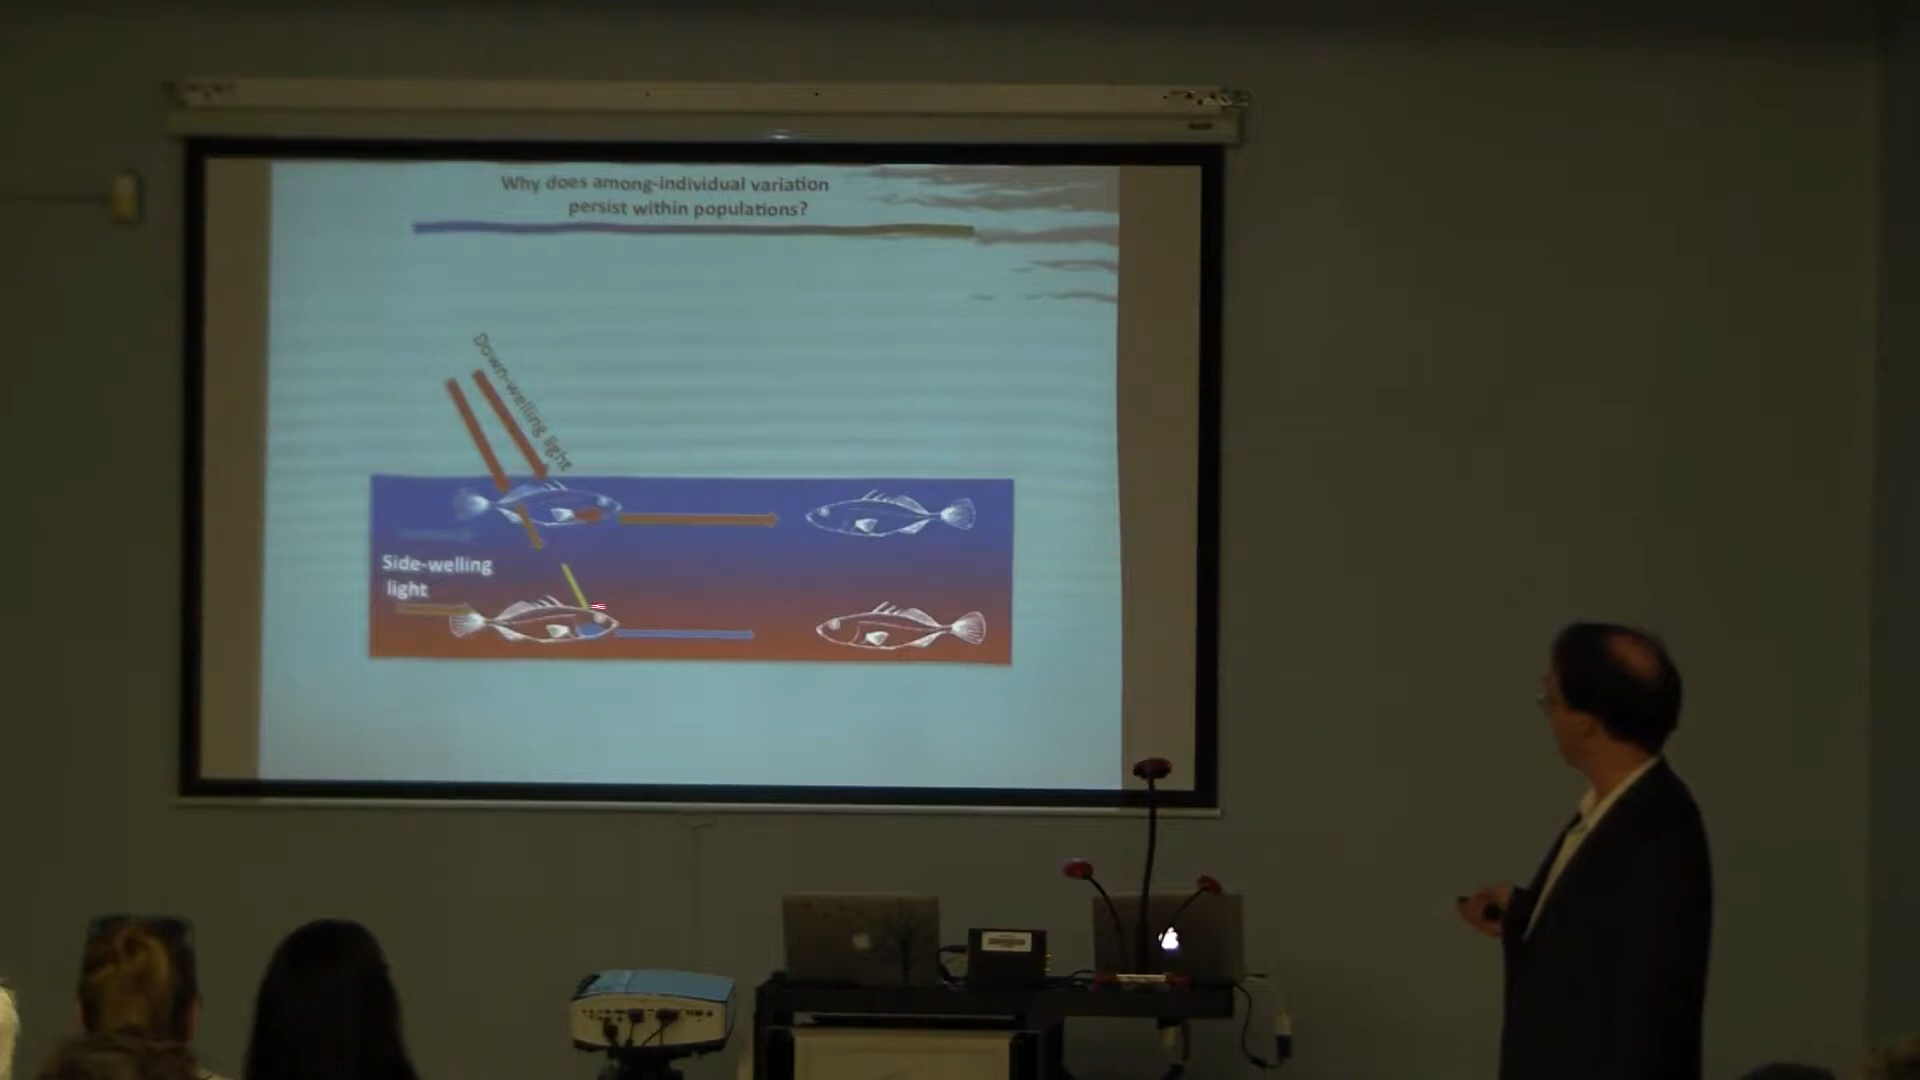 Why does among-individual variation
persist within populations?
Down-welling light
Side-welling
light